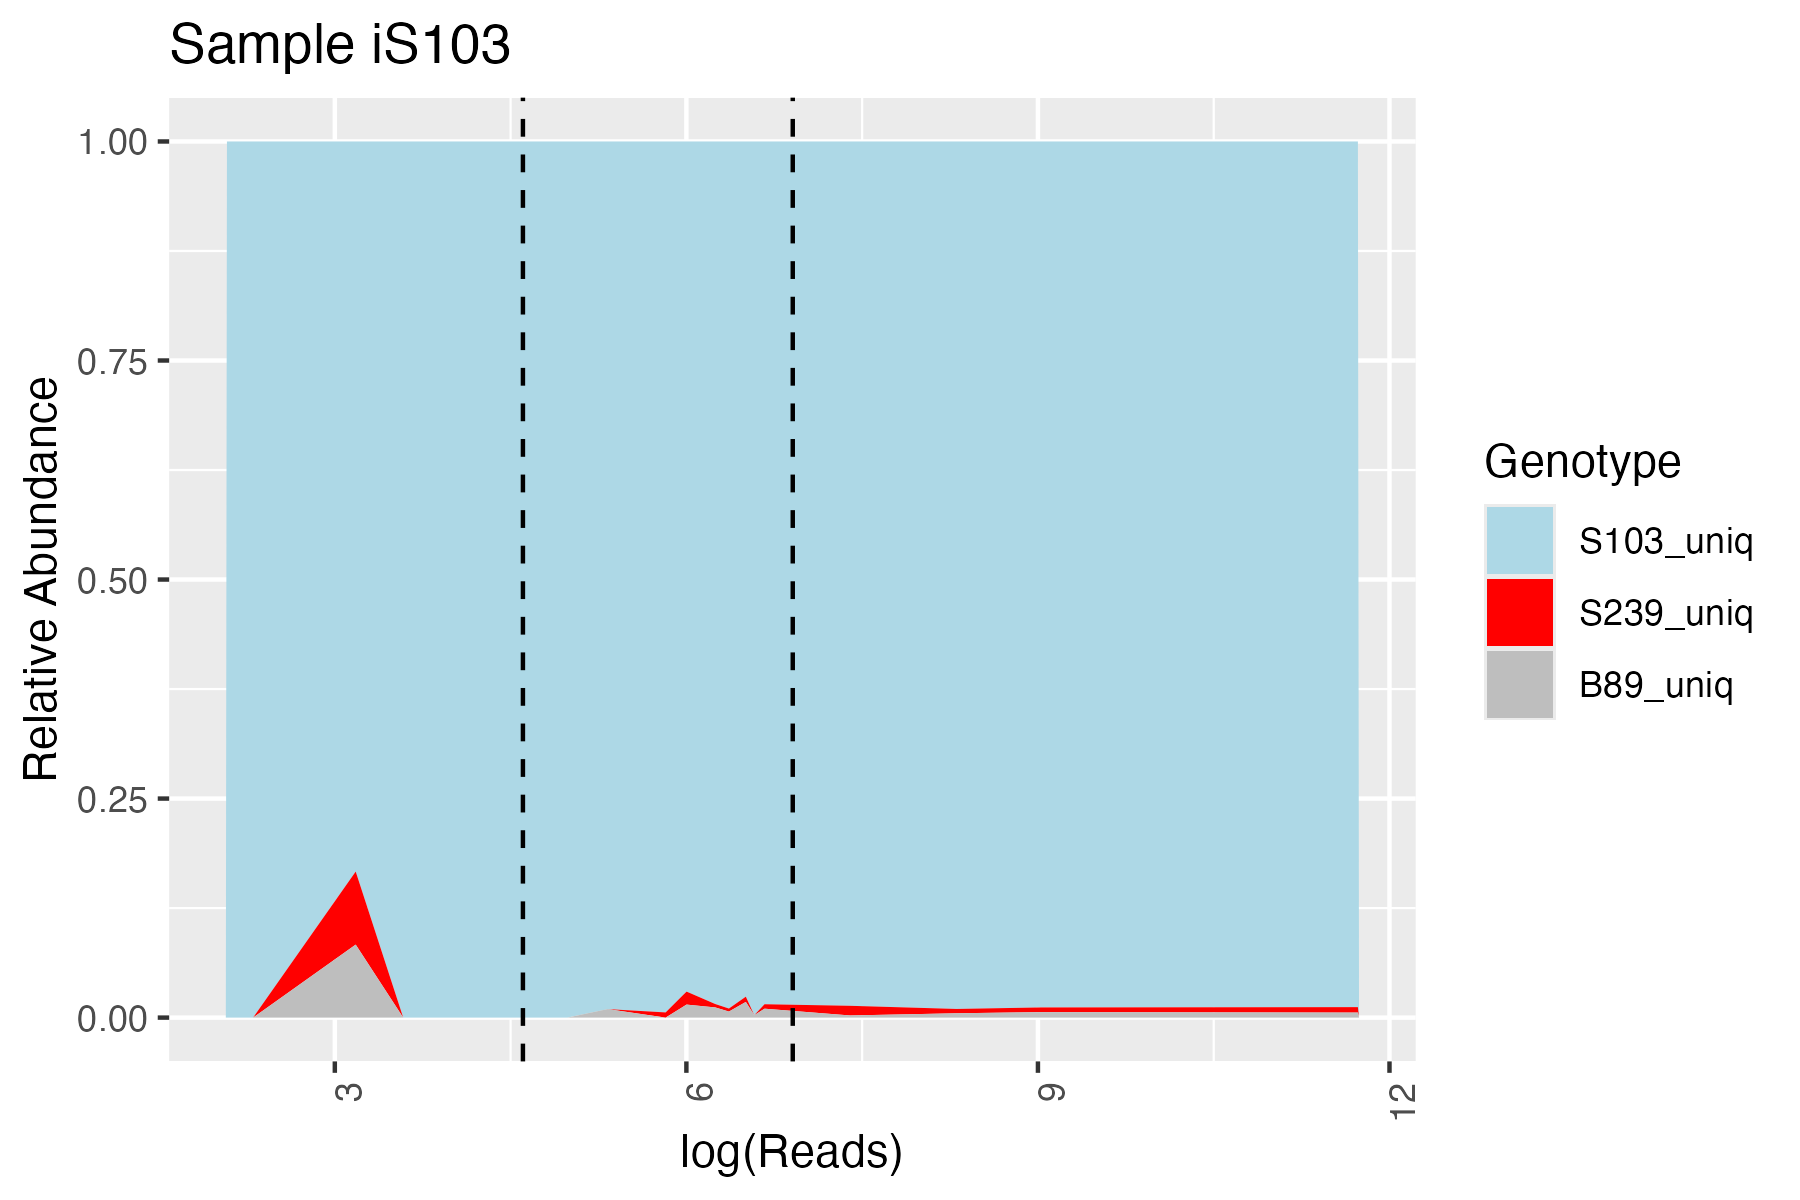 Sample iS103
1.00
0.75
0.50
0.25
0.00
Relative Abundance
3
6
9
12
log(Reads)
Genotype
S103_uniq
S239_uniq
B89_uniq